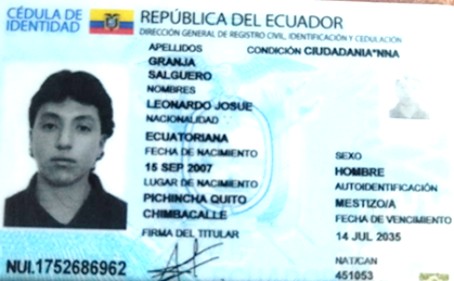 CÉDULA DE
IDENTIDAD
REPÚBLICA DEL ECUADOR
DIRECCIÓN GENERAL DE REGISTRO CIVIL, IDENTIFICACIÓN Y CEDULACIÓN
APELLIDOS
CONDICIÓN CIUDADANIA"NNA
GRANJA
SALGUERO
NOMBRES
LEONARDO JOSUE
NACIONALIDAD
ECUATORIANA
FECHA DE NACIMIENTO
15 SEP 2007
LUGAR DE NACIMIENTO
PICHINCHA QUITO
CHIMBACALLE
FIRMA DEL TITULAR
SEXO
HOMBRE
AUTOIDENTIFICACIÓN
MESTIZO/A
FECHA DE VENCIMIENTO
14 JUL 2035
NAT/CAN
451053
NUI.1752686962